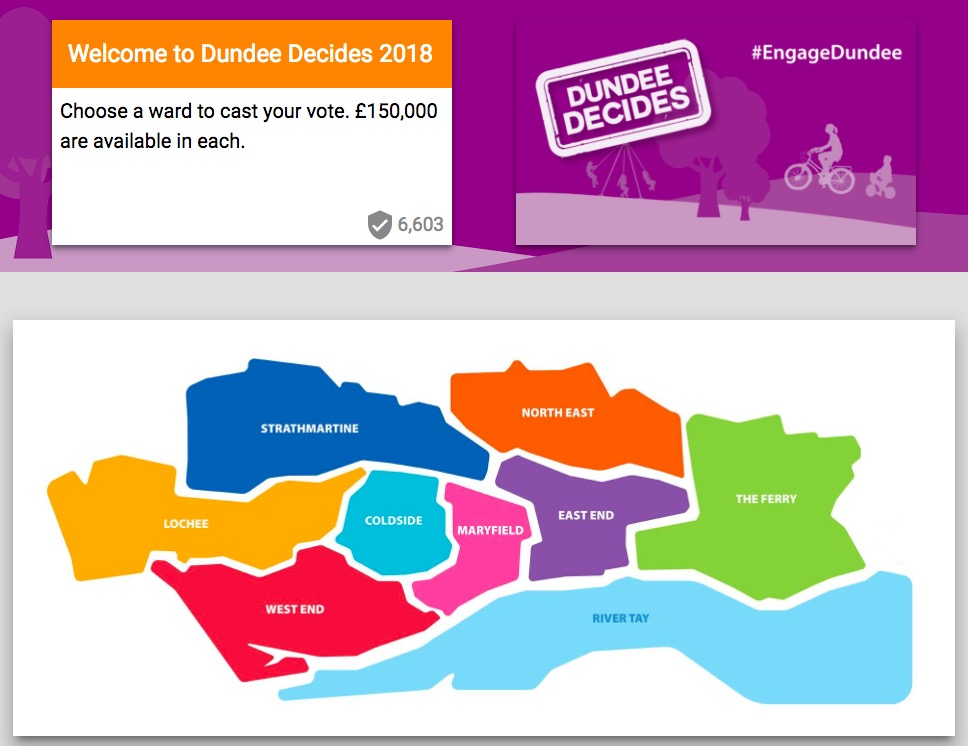 Welcome to Dundee Decides 2018
Choose a ward to cast your vote. £150,000
are available in each.
6,603
#EngageDundee
DUNDEE
DECIDES
STRATHMARTINE
NORTH EAST
THE FERRY
LOCHEE
COLDSIDE
MARYFIELD
EAST END
WEST END
RIVER TAY